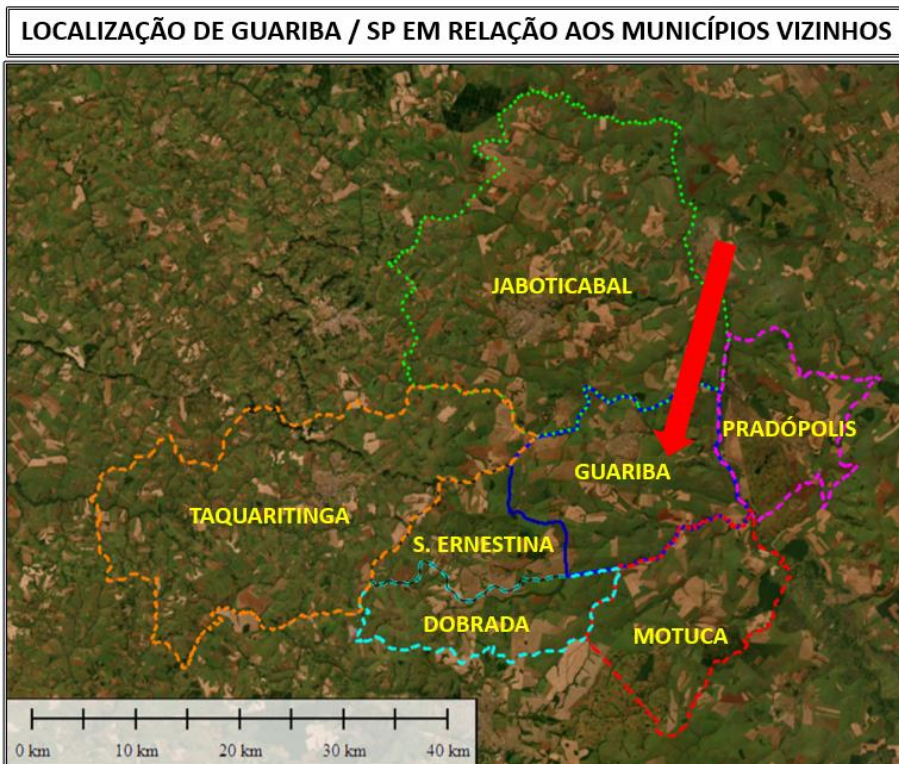 LOCALIZAÇÃO DE GUARIBA / SP EM RELAÇÃO AOS MUNICÍPIOS VIZINHOS
JABOTICABAL
PRADÓPOLIS
GUARIBA
TAQUARITINGA
S. ERNESTINA
DOBRADA
MOTUCA
0 km 10 km 20 km 30 km 40 km